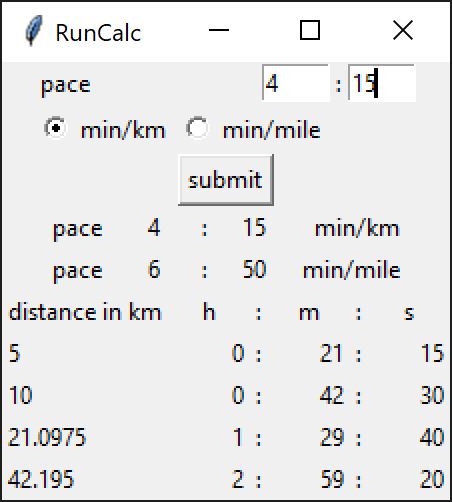 RunCalc
pace 4 : 15
min/km min/mile
submit
pace 4 : 15 min/km
pace 6 : 50 min/mile
distance in km h : m : s
5 0 : 21 : 15
10 0 : 42 : 30
21.0975 1 : 29 : 40
42.195 2 : 59 : 20